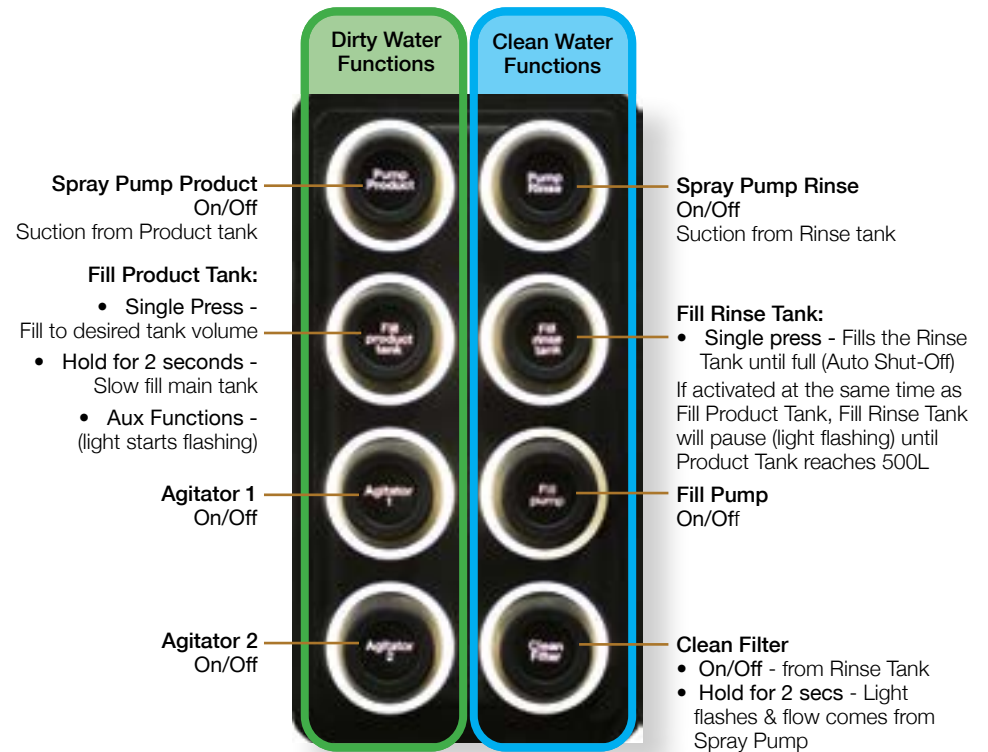 Dirty Water
Functions
Clean Water
Functions
Spray Pump Product
On/Off
Suction from Product tank
Fill Product Tank:
• Single Press -
Fill to desired tank volume
• Hold for 2 seconds -
Slow fill main tank
• Aux Functions -
(light starts flashing)
Agitator 1
On/Off
Agitator 2
On/Off
Pump
Product
Fill
product
tank
Agitator
1
Agitator
2
Pump
Rinse
Fill
rinse
tank
Fill
pump
Clean
Filter
Spray Pump Rinse
On/Off
Suction from Rinse tank
Fill Rinse Tank:
• Single press - Fills the Rinse
Tank until full (Auto Shut-Off)
If activated at the same time as
Fill Product Tank, Fill Rinse Tank
will pause (light flashing) until
Product Tank reaches 500L
Fill Pump
On/Off
Clean Filter
• On/Off - from Rinse Tank
• Hold for 2 secs - Light
flashes & flow comes from
Spray Pump